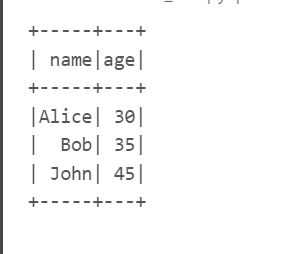 +-----+---+
| name|age|
+-----+---+
|Alice| 30|
|  Bob| 35|
| John| 45|
+-----+---+